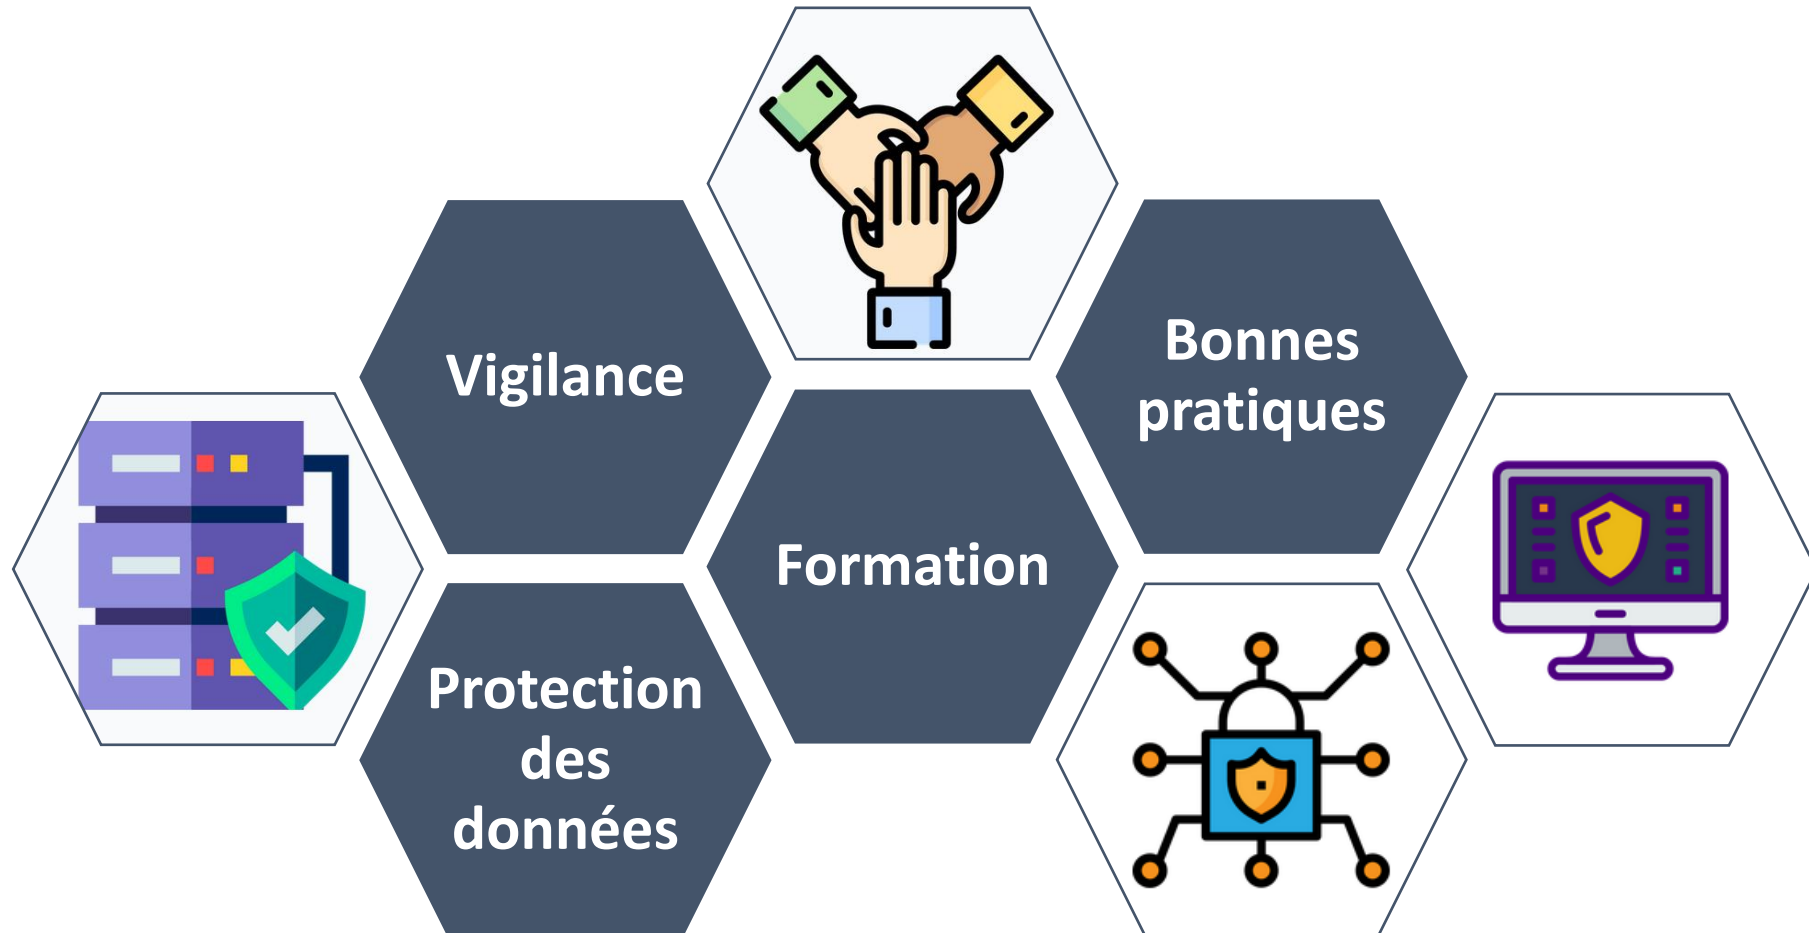 Vigilance
Bonnes
pratiques
Formation
Protection
des
données